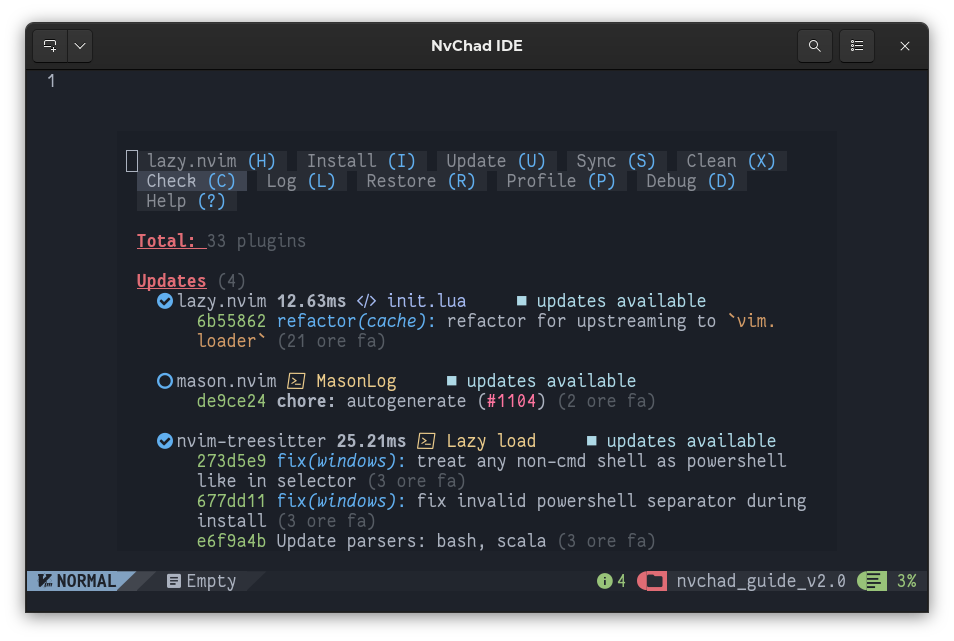 NvChad IDE
1
lazy.nvim (H) Install (I) Update (U) Sync (S) Clean (X)
Check (C) Log (L) Restore (R) Profile (P) Debug (D)
Help (?)
Total: 33 plugins
Updates (4)
lazy.nvim 12.63ms </> init.lua ■ updates available
6b55862 refactor(cache): refactor for upstreaming to `vim.
loader` (21 ore fa)
mason.nvim MasonLog ■ updates available
de9ce24 chore: autogenerate (#1104) (2 ore fa)
nvim-treesitter 25.21ms Lazy load ■ updates available
273d5e9 fix(windows): treat any non-cmd shell as powershell
like in selector (3 ore fa)
677dd11 fix(windows): fix invalid powershell separator during
install (3 ore fa)
e6f9a4b Update parsers: bash, scala (3 ore fa)
NORMAL Empty 4 nvchad_guide_v2.0 3%